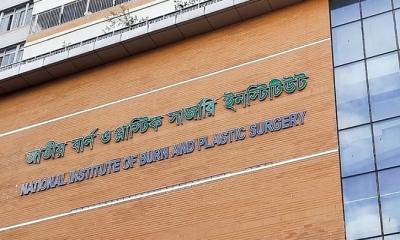 জাতীয় বার্ন ও প্লাস্টিক সার্জারি ইনস্টিটিউট
NATIONAL INSTITUTE OF BURN AND PLASTIC SURGERY